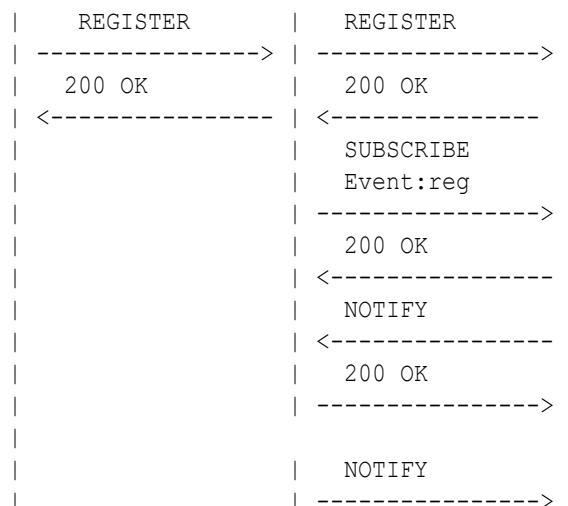 |    REGISTER       |   REGISTER
| ----------------> | ---------------->
|   200 OK          |   200 OK
| <---------------- | <---------------
|                   |   SUBSCRIBE
|                   |   Event:reg
|                   | ---------------->
|                   |   200 OK
|                   | <----------------
|                   |   NOTIFY
|                   | <----------------
|                   |   200 OK
|                   | ---------------->
|
|                   |   NOTIFY
|                   | ---------------->